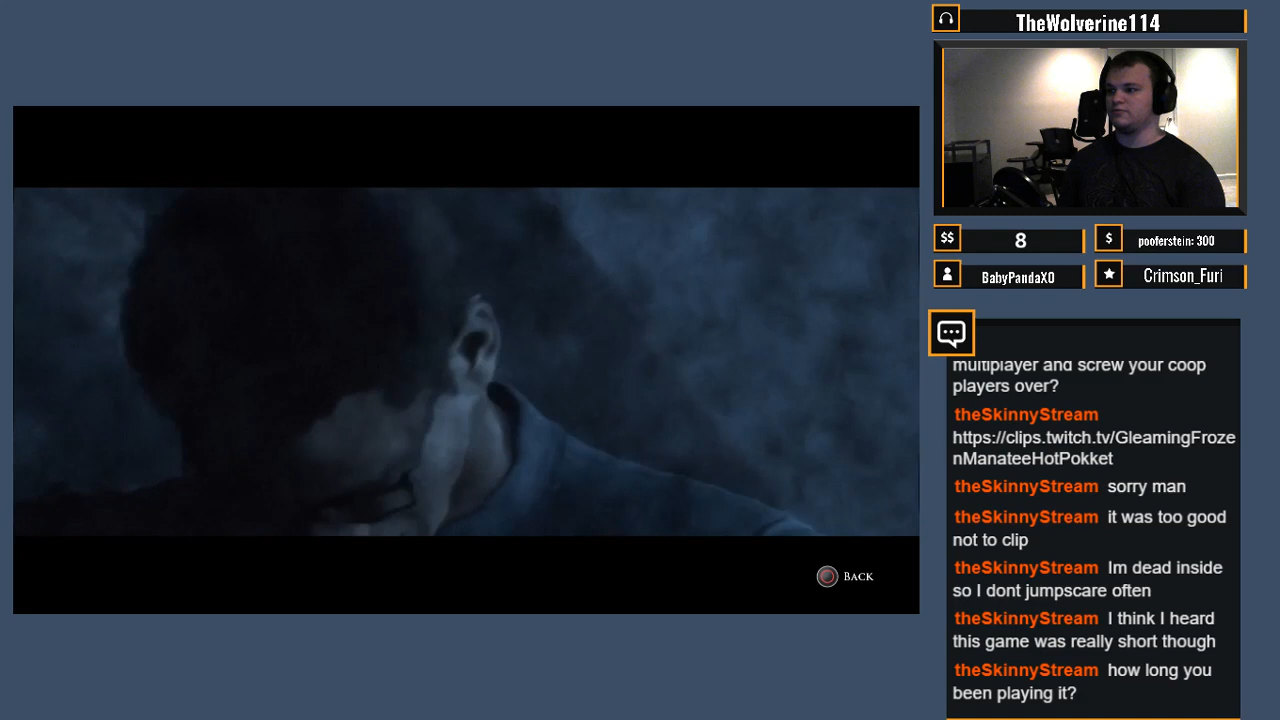 TheWolverine114
$$
8
$
pooferstein: 300
BabyPandaXO
Crimson_Furi
multiplayer and screw your coop
players over?
theSkinnyStream
https://clips.twitch.tv/GleamingFroze
nManateeHotPokket
theSkinnyStream sorry man
theSkinnyStream it was too good
not to clip
theSkinnyStream Im dead inside
so I dont jumpscare often
theSkinnyStream I think I heard
this game was really short though
theSkinnyStream how long you
been playing it?
BACK